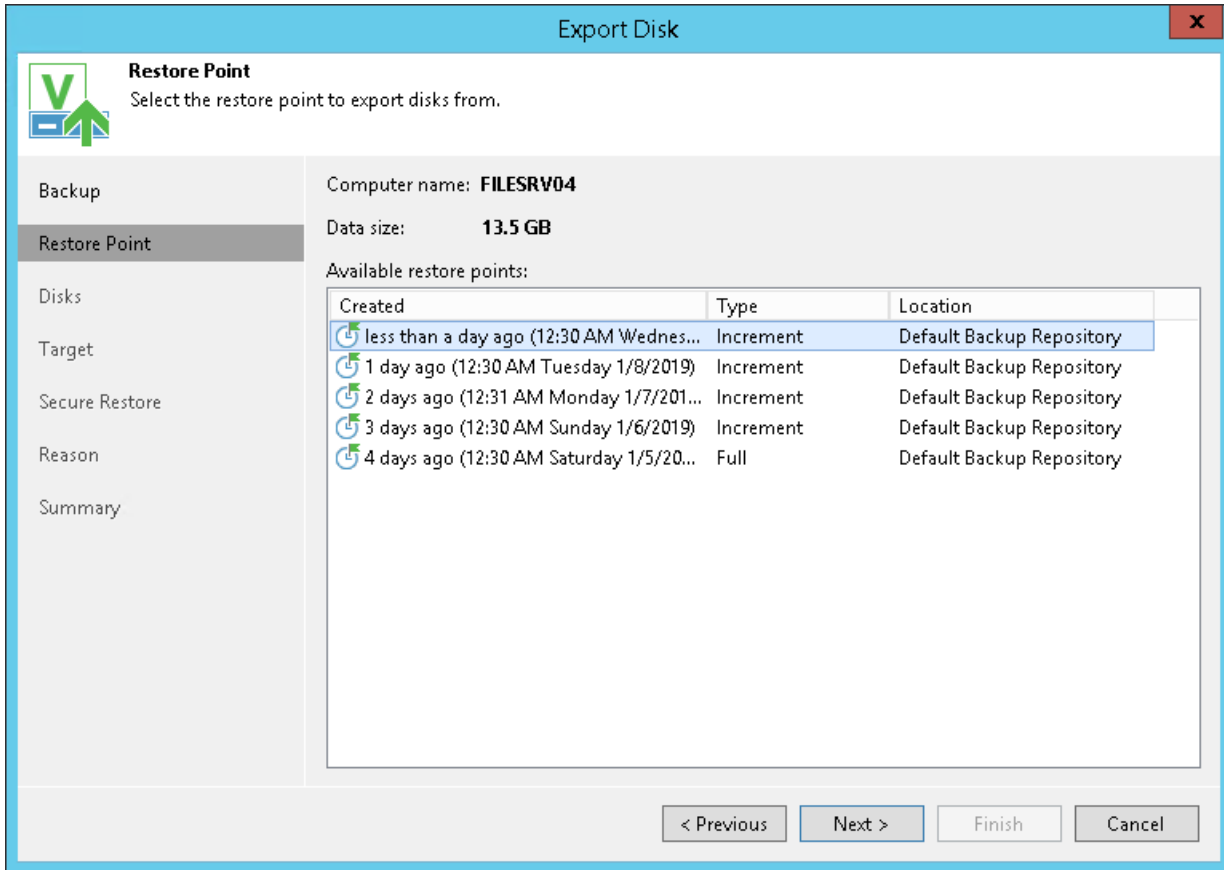 Export Disk
x
V
Restore Point
Select the restore point to export disks from.
Backup
Restore Point
Disks
Target
Secure Restore
Reason
Summary
Computer name: FILESRV04
Data size: 13.5 GB
Available restore points:
Created Type Location
less than a day ago (12:30 AM Wednes... Increment Default Backup Repository
1 day ago (12:30 AM Tuesday 1/8/2019) Increment Default Backup Repository
2 days ago (12:31 AM Monday 1/7/201... Increment Default Backup Repository
3 days ago (12:30 AM Sunday 1/6/2019) Increment Default Backup Repository
4 days ago (12:30 AM Saturday 1/5/20... Full Default Backup Repository
< Previous Next > Finish Cancel